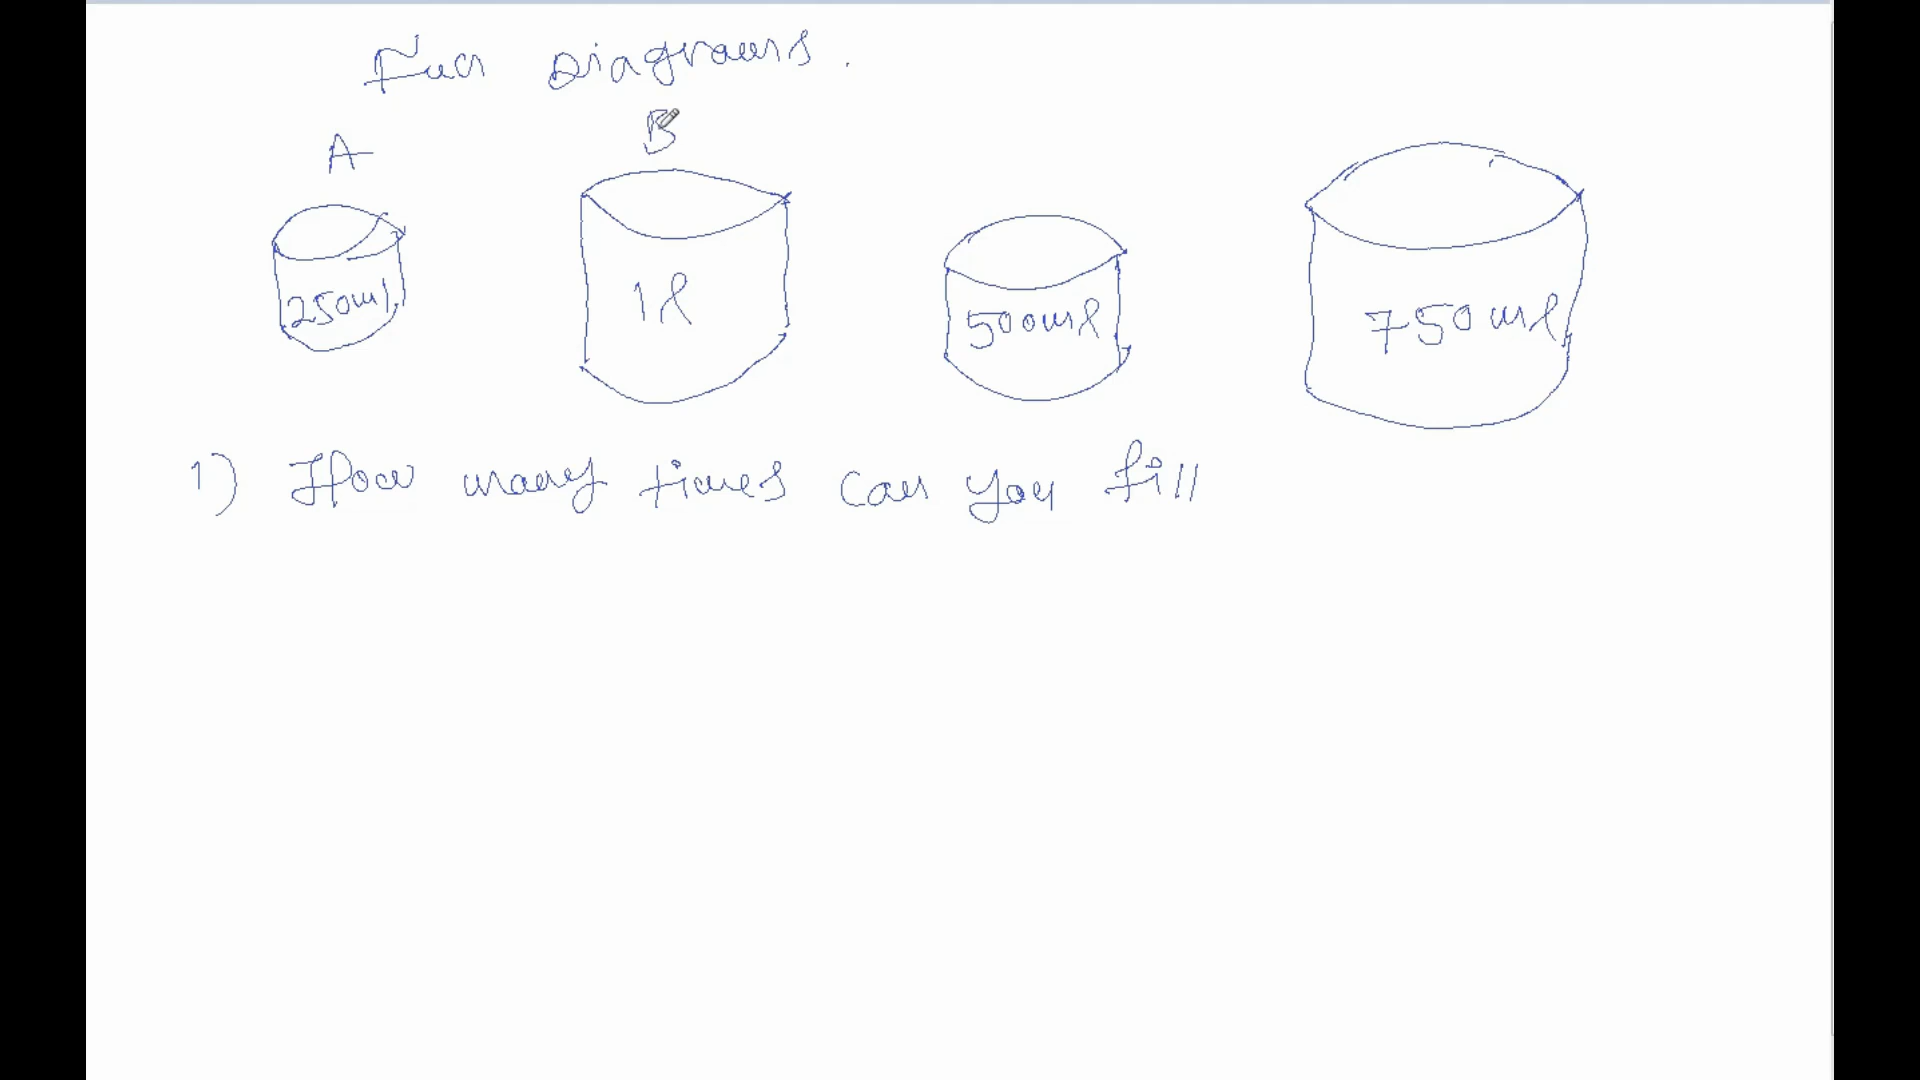 Fun Diagrams.
A B
250ml 1l 500ml 750ml
1) How many times can you fill